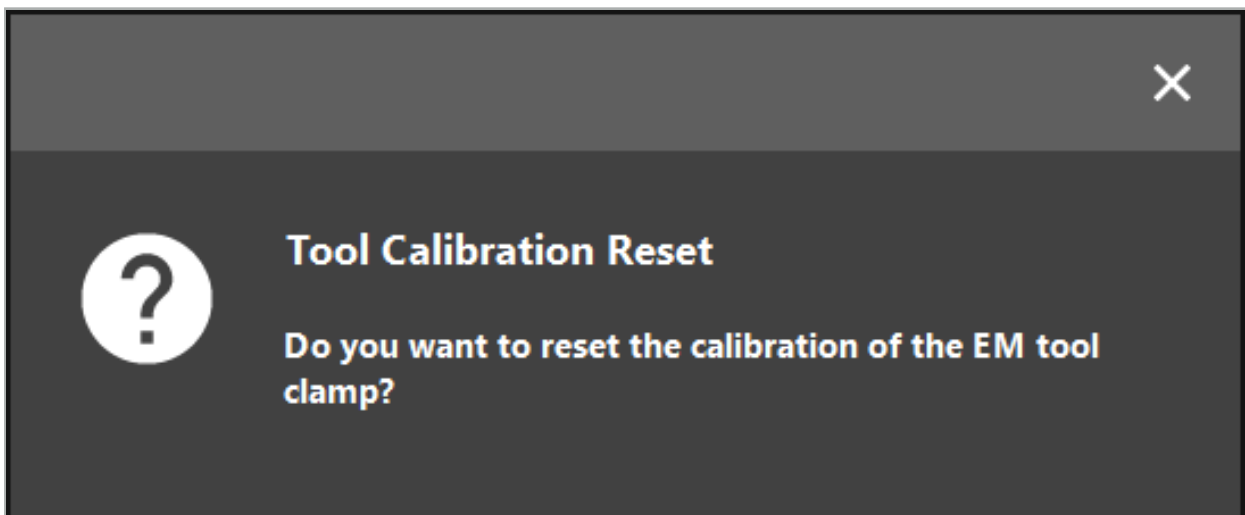 Tool Calibration Reset
Do you want to reset the calibration of the EM tool
clamp?